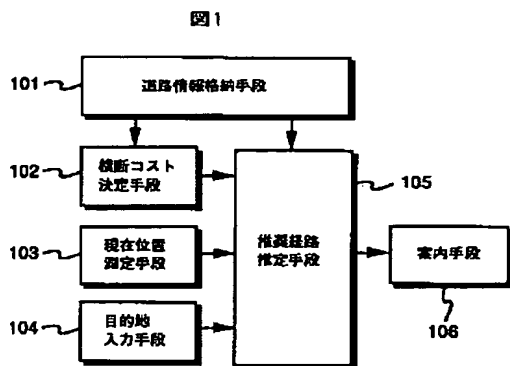 図1
101
道路情報格納手段
102
横断コスト
決定手段
105
103
現在位置
測定手段
推奨経路
推定手段
案内手段
106
104
目的地
入力手段